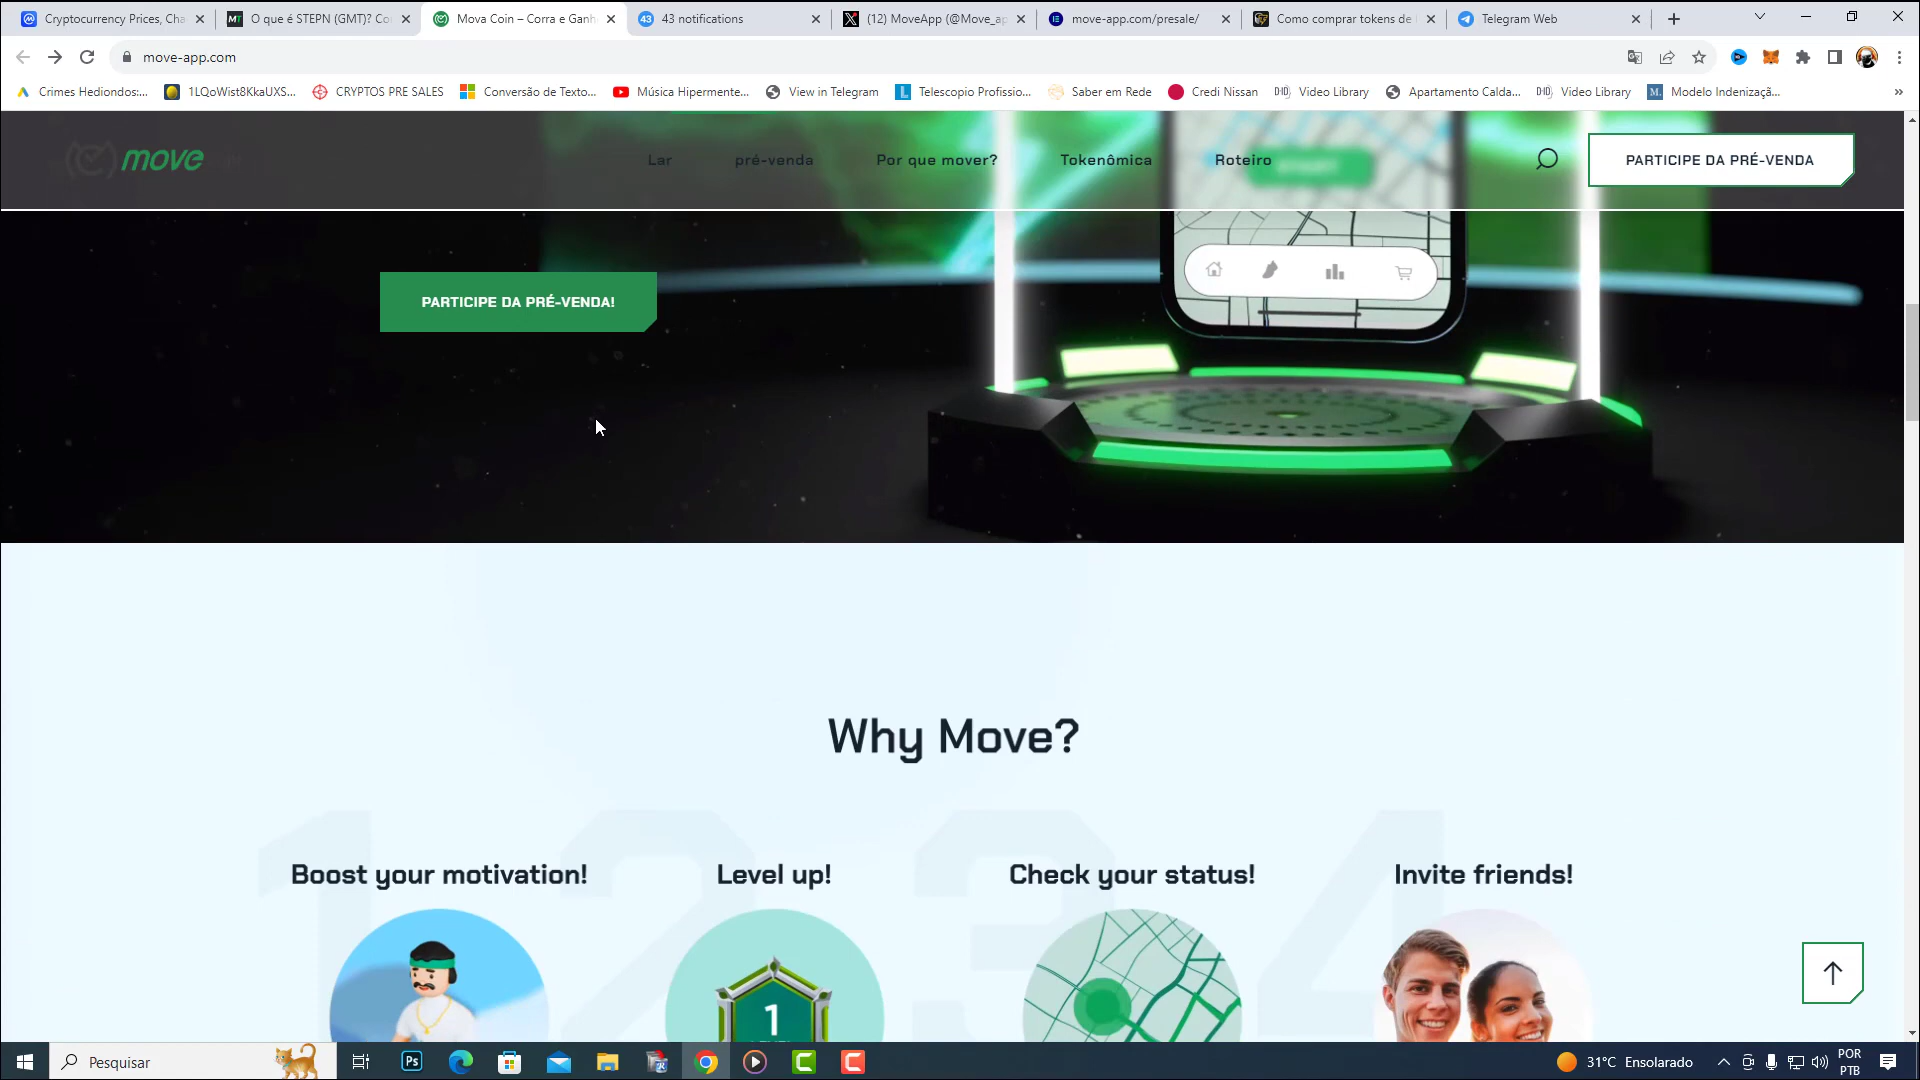 Cryptocurrency Prices, Cha
O que é STEPN (GMT)? Co
Mova Coin – Corra e Ganh
43 notifications
(12) MoveApp (@Move_ap
move-app.com/presale/
Como comprar tokens de
Telegram Web
move-app.com
Crimes Hediondos:...
1LQoWist8KkaUXS...
CRYPTOS PRE SALES
Conversão de Texto...
Música Hipermente...
View in Telegram
Telescopio Profissio...
Saber em Rede
Credi Nissan
Video Library
Apartamento Calda...
Video Library
Modelo Indenizaçã...
move
Lar
pré-venda
Por que mover?
Tokenômica
Roteiro
PARTICIPE DA PRÉ-VENDA
PARTICIPE DA PRÉ-VENDA!
Why Move?
1 2 3 4
Boost your motivation!
Level up!
Check your status!
Invite friends!
1
Pesquisar
31°C Ensolarado
POR
PTB